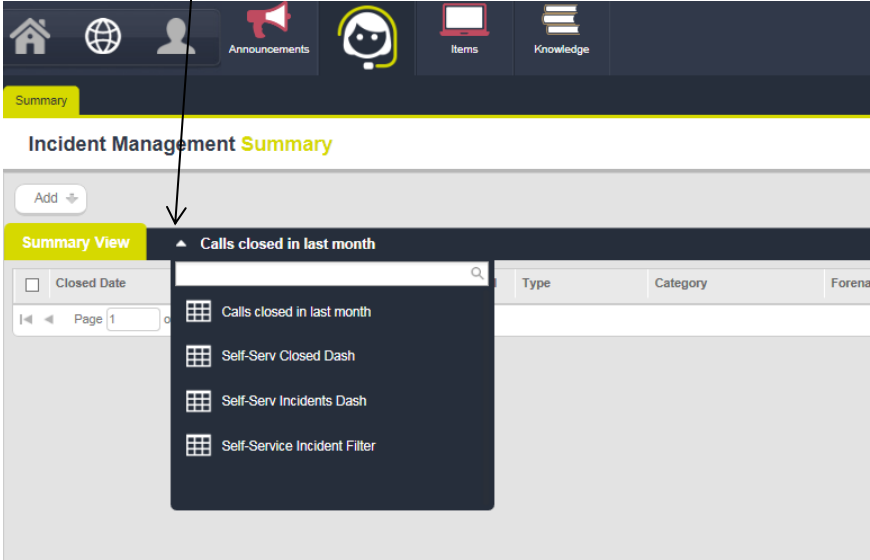 Announcements
Items
Knowledge
Summary
Incident Management Summary
Add
Summary View
Calls closed in last month
Closed Date
Type
Category
Page 1
Calls closed in last month
Self-Serv Closed Dash
Self-Serv Incidents Dash
Self-Service Incident Filter